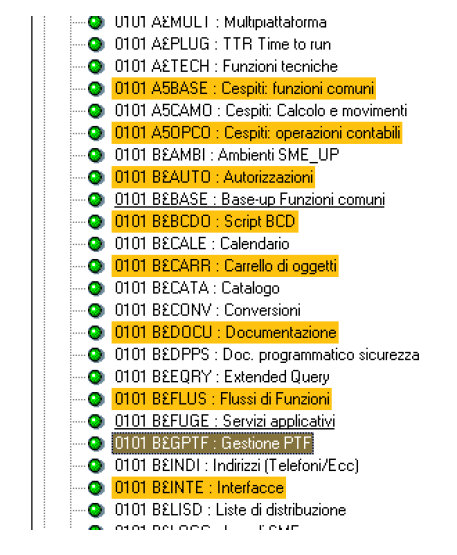 0101 A£MULT : Multipiattaforma
0101 A£PLUG : TTR Time to run
0101 A£TECH : Funzioni tecniche
0101 A5BASE : Cespiti: funzioni comuni
0101 A5CAMO : Cespiti: Calcolo e movimenti
0101 A5OPCO : Cespiti: operazioni contabili
0101 B£AMBI : Ambienti SME_UP
0101 B£AUTO : Autorizzazioni
0101 B£BASE : Base-up Funzioni comuni
0101 B£BCDO : Script BCD
0101 B£CALE : Calendario
0101 B£CARR : Carrello di oggetti
0101 B£CATA : Catalogo
0101 B£CONV : Conversioni
0101 B£DOCU : Documentazione
0101 B£DPPS : Doc. programmatico sicurezza
0101 B£EQRY : Extended Query
0101 B£FLUS : Flussi di Funzioni
0101 B£FUGE : Servizi applicativi
0101 B£GPTF : Gestione PTF
0101 B£INDI : Indirizzi (Telefoni/Ecc)
0101 B£INTE : Interfacce
0101 B£LISD : Liste di distribuzione